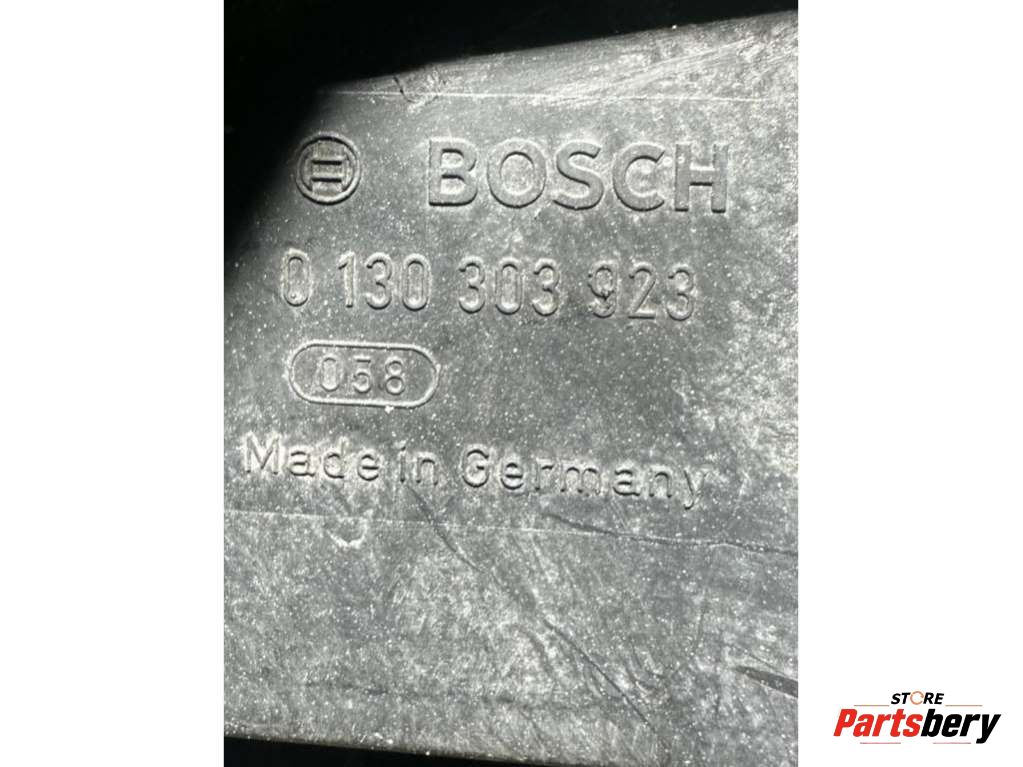 BOSCH
0 130 303 923
058
Made in Germany
STORE
Partsbery